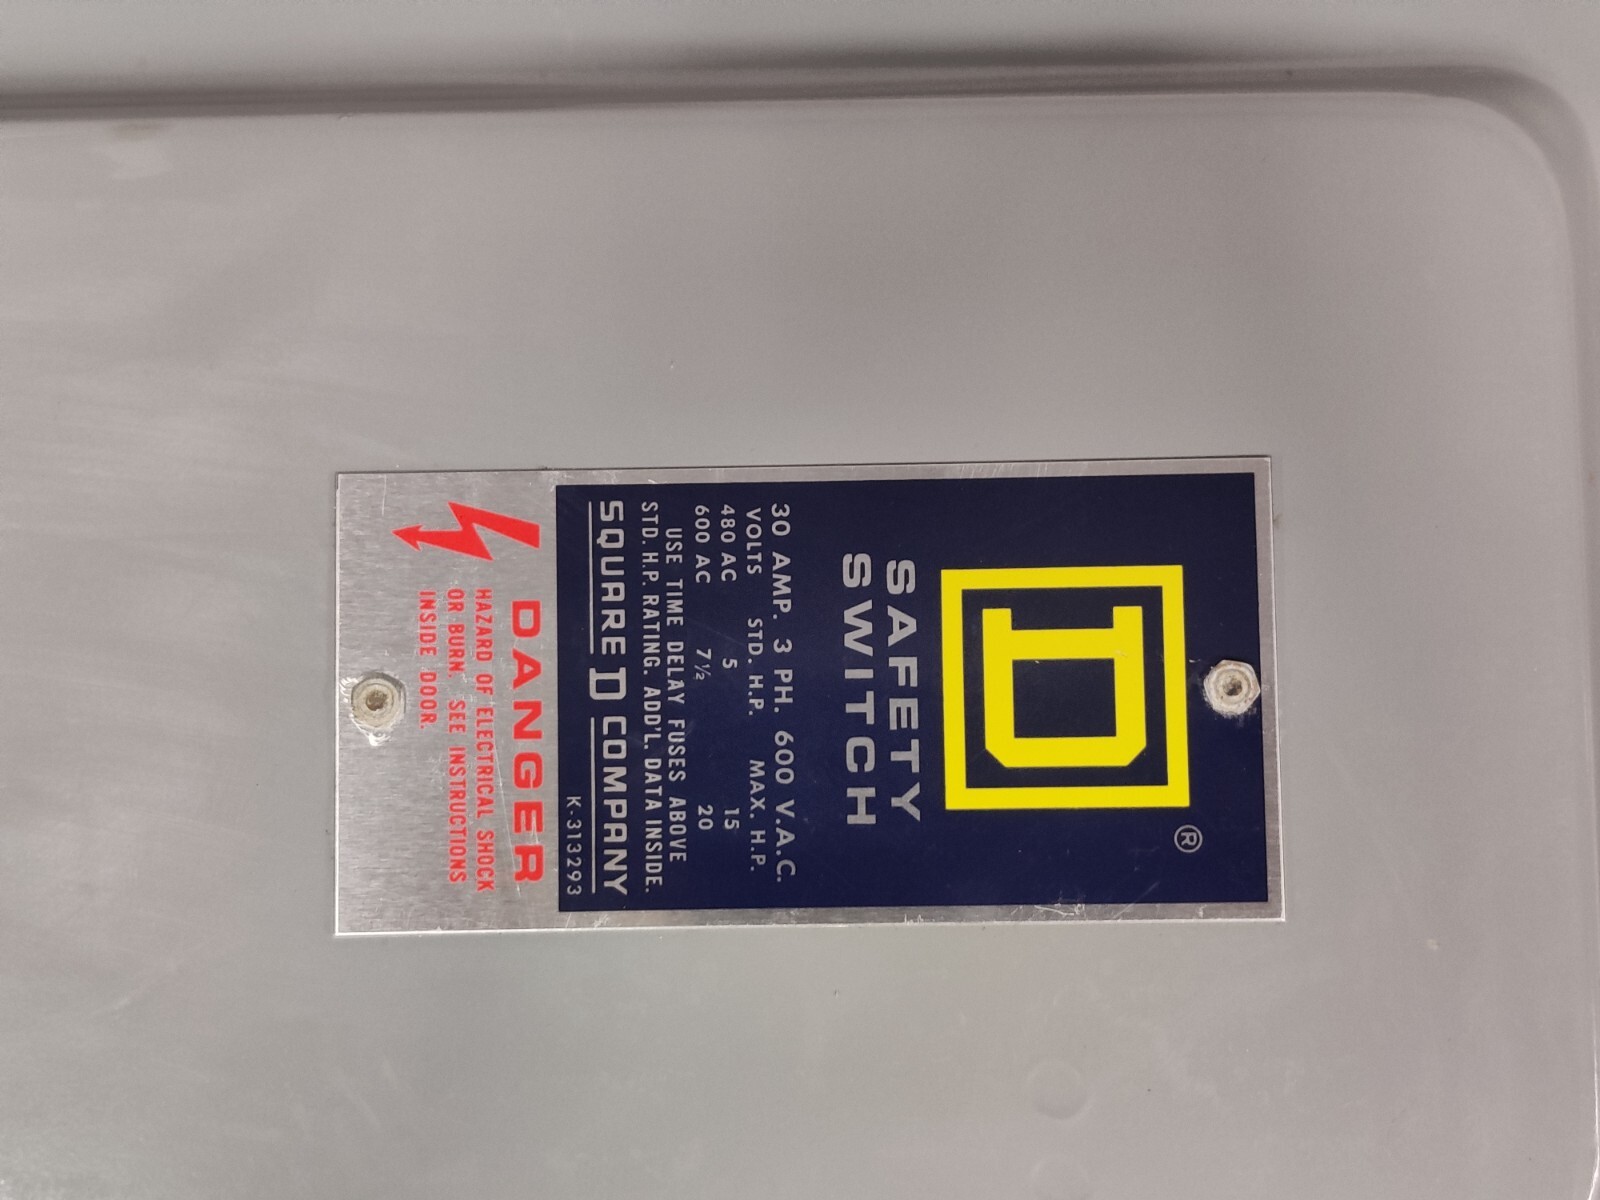 D ®
SAFETY
SWITCH
30 AMP. 3 PH. 600 V.A.C.
VOLTS STD. H.P. MAX. H.P.
480 AC 5 15
600 AC 7½ 20
USE TIME DELAY FUSES ABOVE
STD. H.P. RATING. ADD'L. DATA INSIDE.
SQUARE D COMPANY
K-313293
DANGER
HAZARD OF ELECTRICAL SHOCK
OR BURN. SEE INSTRUCTIONS
INSIDE DOOR.